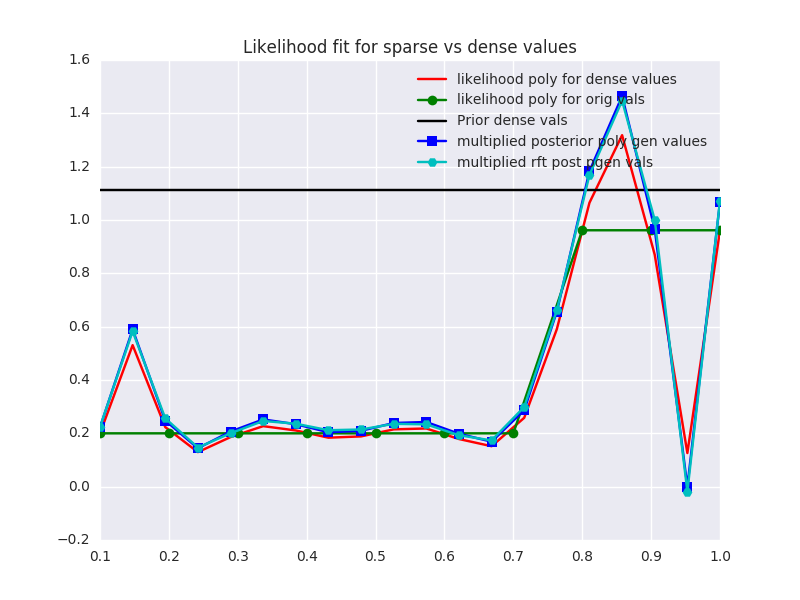 Likelihood fit for sparse vs dense values
1.6
1.4
1.2
1.0
0.8
0.6
0.4
0.2
0.0
−0.2
likelihood poly for dense values
likelihood poly for orig vals
Prior dense vals
multiplied posterior poly gen values
multiplied rft post pgen vals
0.1 0.2 0.3 0.4 0.5 0.6 0.7 0.8 0.9 1.0